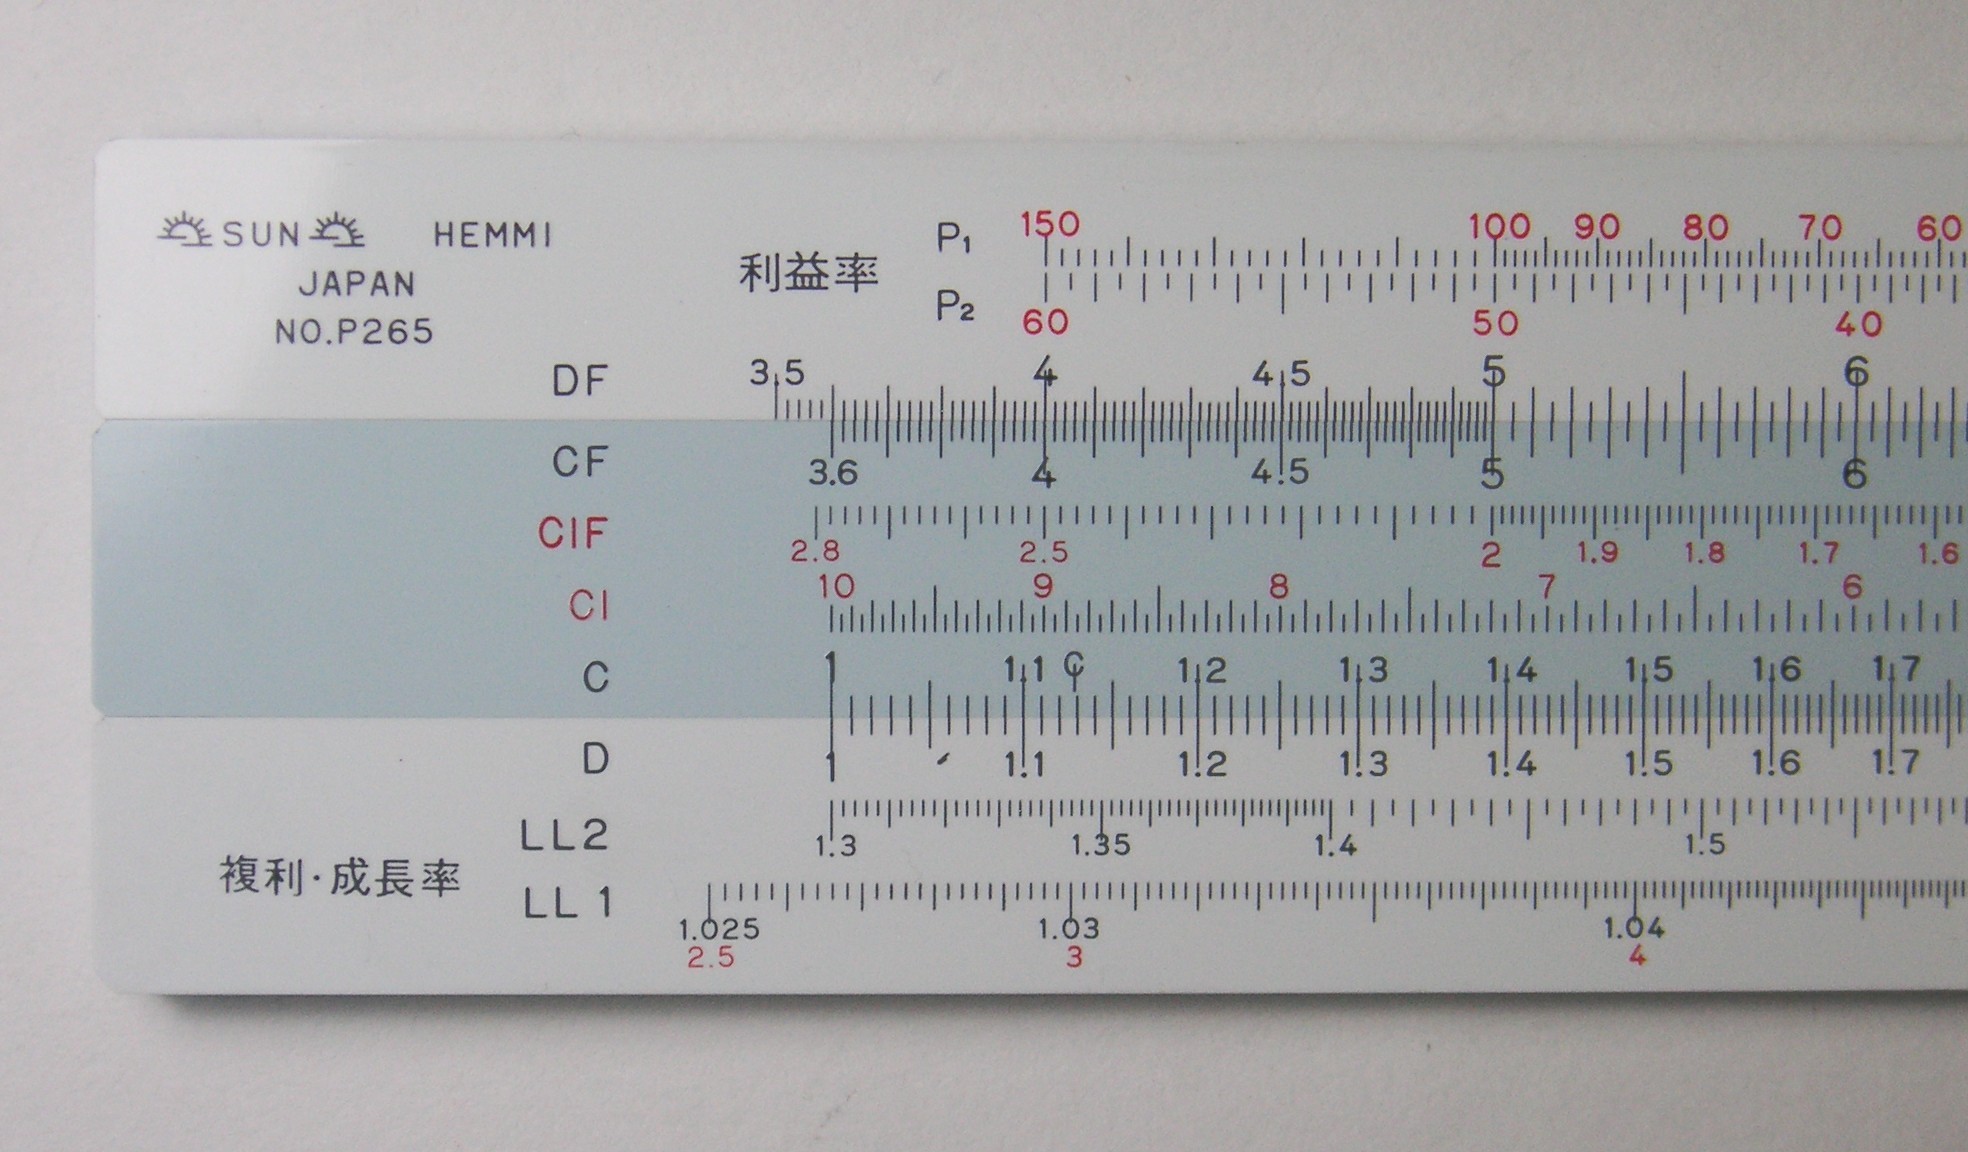 SUN HEMMI
JAPAN
NO.P265
利益率
P₁ 150 100 90 80 70 60
P₂ 60 50 40
DF 3.5 4 4.5 5 6
CF 3.6 4 4.5 5 6
CIF 2.8 2.5 2 1.9 1.8 1.7 1.6
CI 10 9 8 7 6
C 1 1.1 C 1.2 1.3 1.4 1.5 1.6 1.7
D 1 1.1 1.2 1.3 1.4 1.5 1.6 1.7
複利·成長率
LL2 1.3 1.35 1.4 1.5
LL1 1.025 1.03 1.04
2.5 3 4